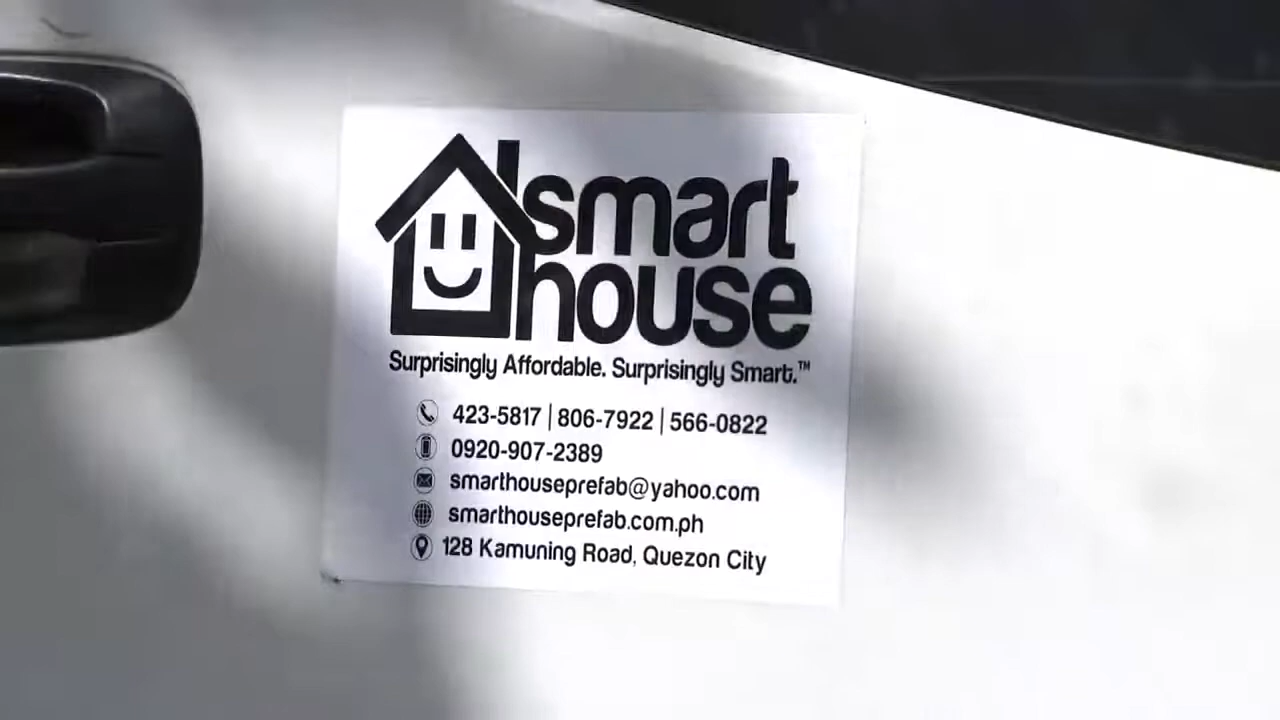 smart
house
Surprisingly Affordable. Surprisingly Smart.™
423-5817 | 806-7922 | 566-0822
0920-907-2389
smarthouseprefab@yahoo.com
smarthouseprefab.com.ph
128 Kamuning Road, Quezon City